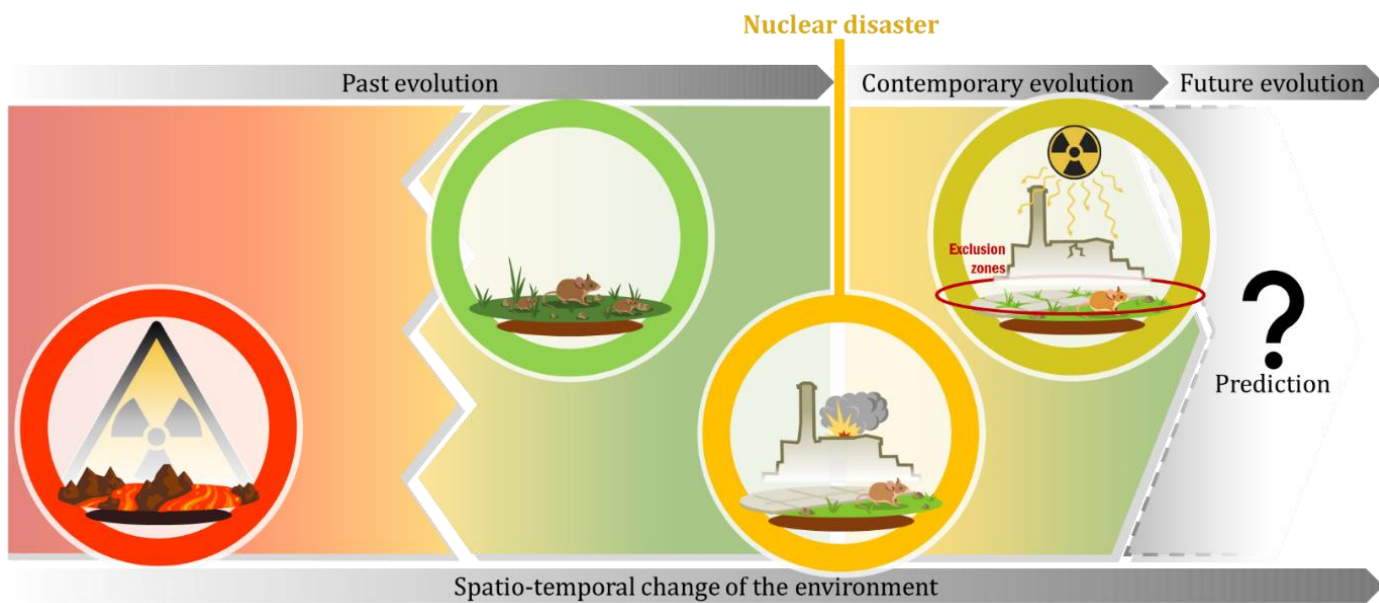 Nuclear disaster
Past evolution
Contemporary evolution
Future evolution
Exclusion
zones
?
Prediction
Spatio-temporal change of the environment